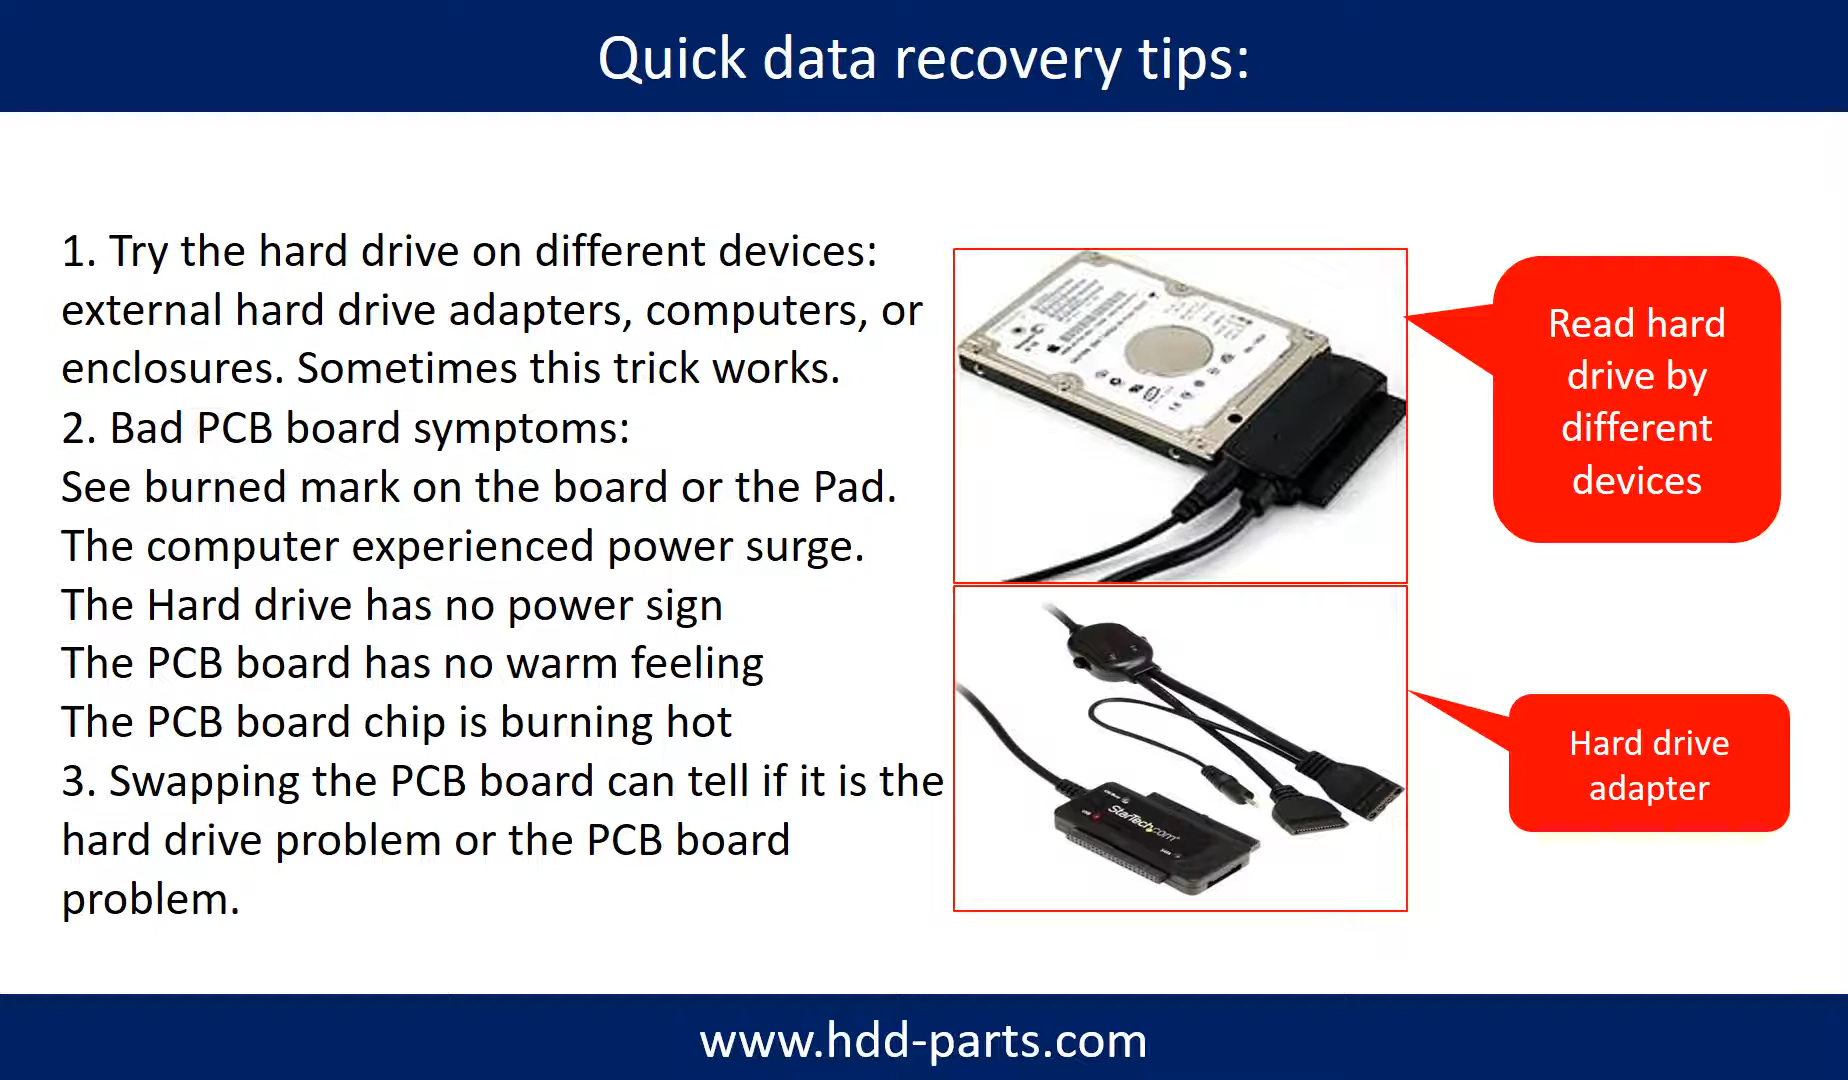 Quick data recovery tips:
1. Try the hard drive on different devices:
external hard drive adapters, computers, or
enclosures. Sometimes this trick works.
2. Bad PCB board symptoms:
See burned mark on the board or the Pad.
The computer experienced power surge.
The Hard drive has no power sign
The PCB board has no warm feeling
The PCB board chip is burning hot
3. Swapping the PCB board can tell if it is the
hard drive problem or the PCB board
problem.
Read hard
drive by
different
devices
StarTech.com
Hard drive
adapter
www.hdd-parts.com